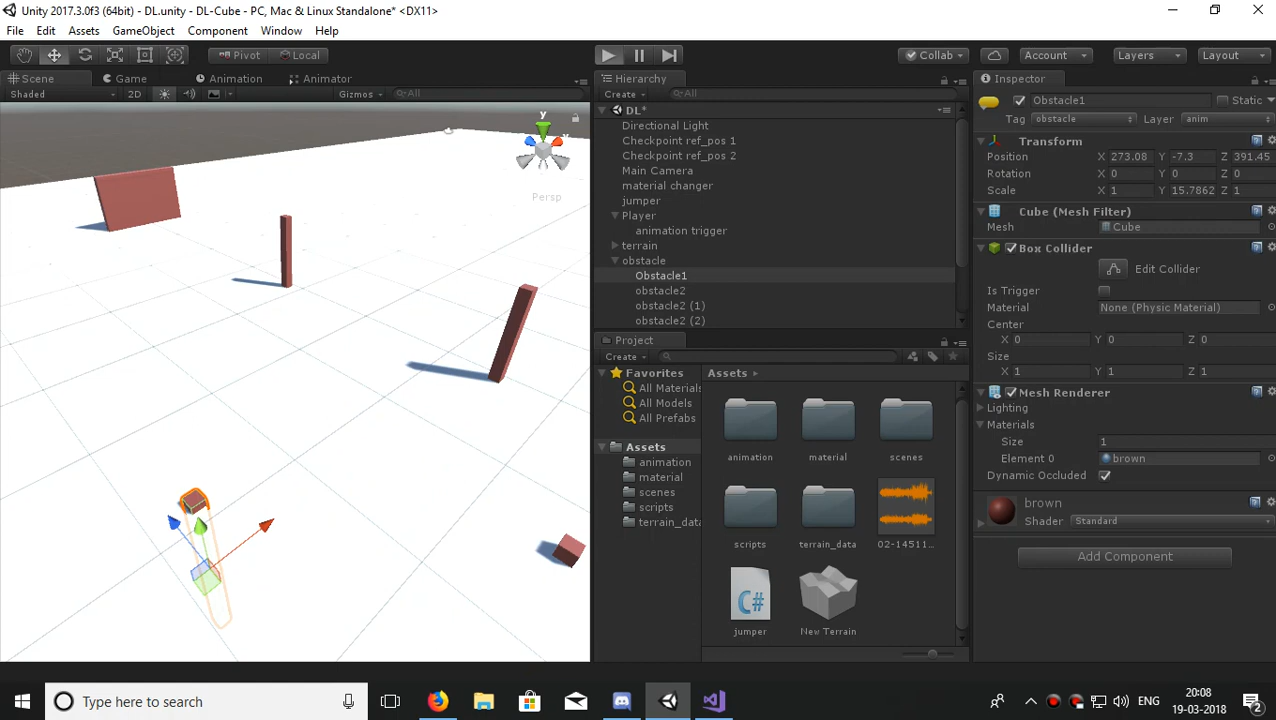 Unity 2017.3.0f3 (64bit) - DL.unity - DL-Cube - PC, Mac & Linux Standalone* <DX11>
File Edit Assets GameObject Component Window Help
Pivot Local Collab Account Layers Layout
Scene Game Animation Animator
Shaded 2D Gizmos All
y
x
Persp
Hierarchy
Create All
DL*
Directional Light
Checkpoint ref_pos 1
Checkpoint ref_pos 2
Main Camera
material changer
jumper
Player
animation trigger
terrain
obstacle
Obstacle1
obstacle2
obstacle2 (1)
obstacle2 (2)
Project
Create
Favorites
All Materials
All Models
All Prefabs
Assets
animation
material
scenes
scripts
terrain_data
Assets
animation material scenes
scripts terrain_data 02-14511...
C#
jumper New Terrain
Inspector
Obstacle1 Static
Tag obstacle Layer anim
Transform
Position X 273.08 Y -7.3 Z 391.45
Rotation X 0 Y 0 Z 0
Scale X 1 Y 15.7862 Z 1
Cube (Mesh Filter)
Mesh Cube
Box Collider
Edit Collider
Is Trigger
Material None (Physic Material)
Center
X 0 Y 0 Z 0
Size
X 1 Y 1 Z 1
Mesh Renderer
Lighting
Materials
Size 1
Element 0 brown
Dynamic Occluded
brown
Shader Standard
Add Component
Type here to search
ENG
20:08
19-03-2018
2